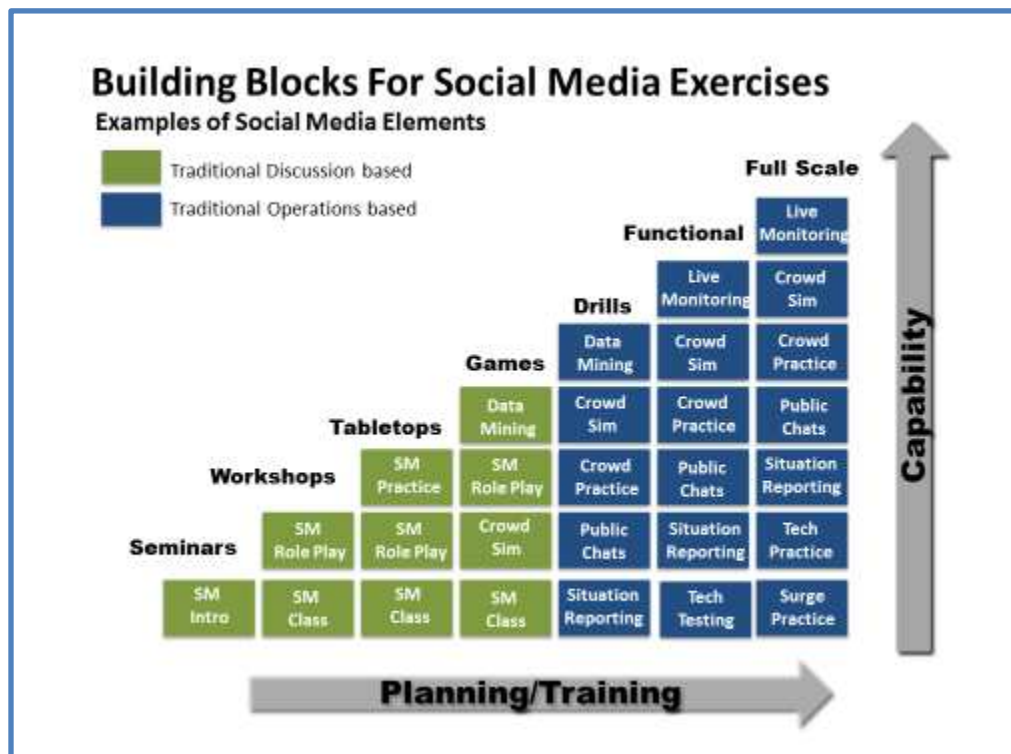 Building Blocks For Social Media Exercises
Examples of Social Media Elements
Traditional Discussion based
Traditional Operations based
Full Scale
Live
Monitoring
Functional
Live
Monitoring
Crowd
Sim
Drills
Data
Mining
Crowd
Sim
Crowd
Practice
Games
Data
Mining
Crowd
Sim
Crowd
Practice
Public
Chats
Tabletops
SM
Practice
SM
Role Play
Crowd
Practice
Public
Chats
Situation
Reporting
Workshops
SM
Role Play
SM
Role Play
Crowd
Sim
Public
Chats
Situation
Reporting
Tech
Practice
Seminars
SM
Intro
SM
Class
SM
Class
SM
Class
Situation
Reporting
Tech
Testing
Surge
Practice
Capability
Planning/Training